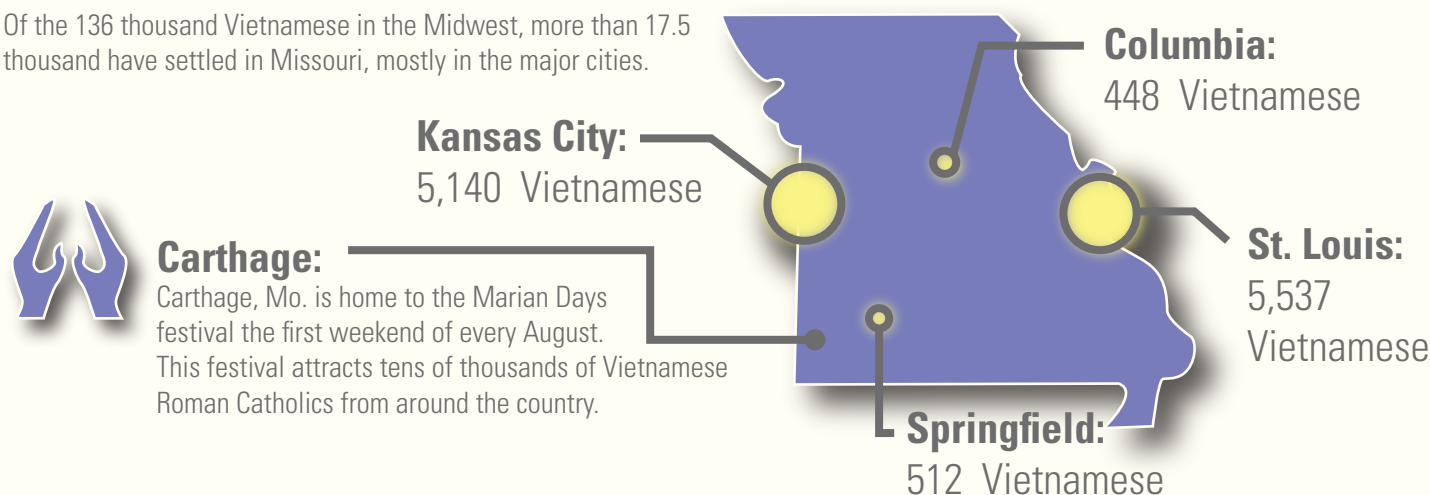 Of the 136 thousand Vietnamese in the Midwest, more than 17.5
thousand have settled in Missouri, mostly in the major cities.
Columbia:
448 Vietnamese
Kansas City:
5,140 Vietnamese
Carthage:
Carthage, Mo. is home to the Marian Days
festival the first weekend of every August.
This festival attracts tens of thousands of Vietnamese
Roman Catholics from around the country.
St. Louis:
5,537
Vietnamese
Springfield:
512 Vietnamese